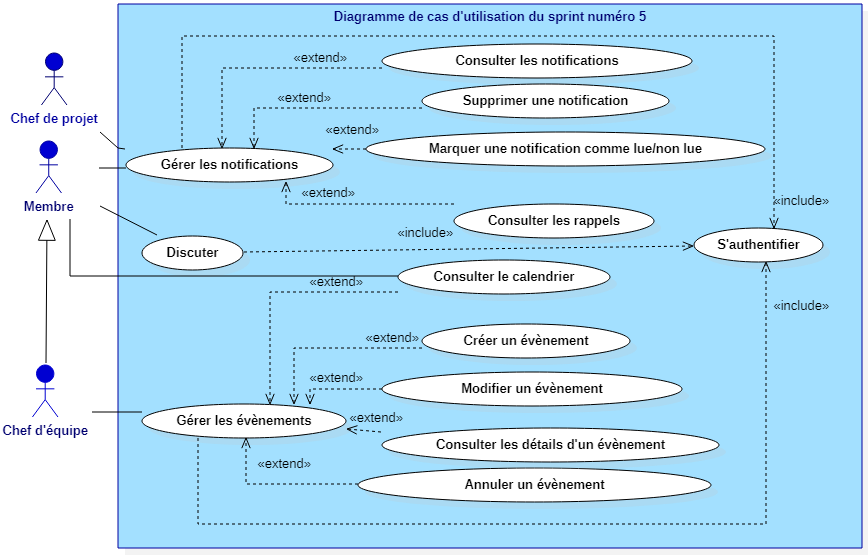 Diagramme de cas d'utilisation du sprint numéro 5
«extend»
Consulter les notifications
«extend»
Supprimer une notification
Chef de projet
«extend»
Marquer une notification comme lue/non lue
Gérer les notifications
«extend»
«include»
Membre
Consulter les rappels
«include»
Discuter
S'authentifier
Consulter le calendrier
«extend»
«include»
«extend»
Créer un évènement
«extend»
Modifier un évènement
Gérer les évènements
«extend»
Chef d'équipe
Consulter les détails d'un évènement
«extend»
Annuler un évènement